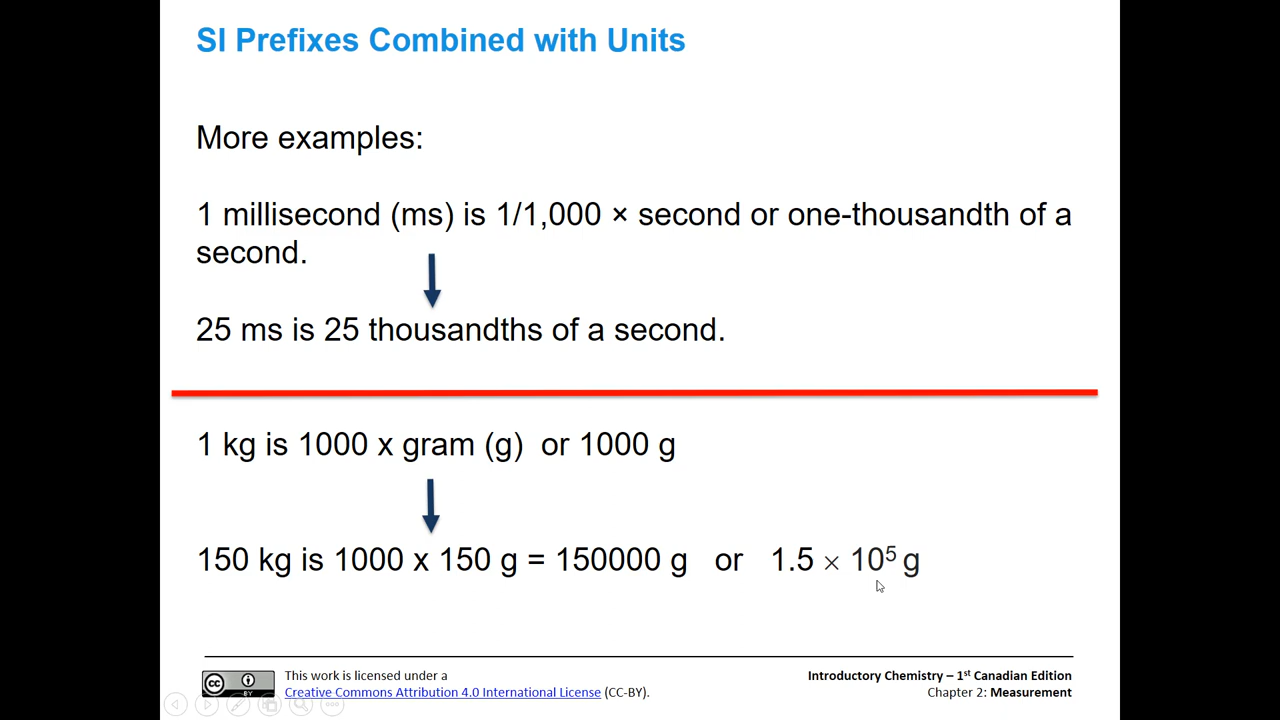 SI Prefixes Combined with Units
More examples:
1 millisecond (ms) is 1/1,000 × second or one-thousandth of a
second.
25 ms is 25 thousandths of a second.
1 kg is 1000 x gram (g) or 1000 g
150 kg is 1000 x 150 g = 150000 g or 1.5 × 10⁵ g
This work is licensed under a
Creative Commons Attribution 4.0 International License (CC-BY).
cc BY
Introductory Chemistry – 1st Canadian Edition
Chapter 2: Measurement